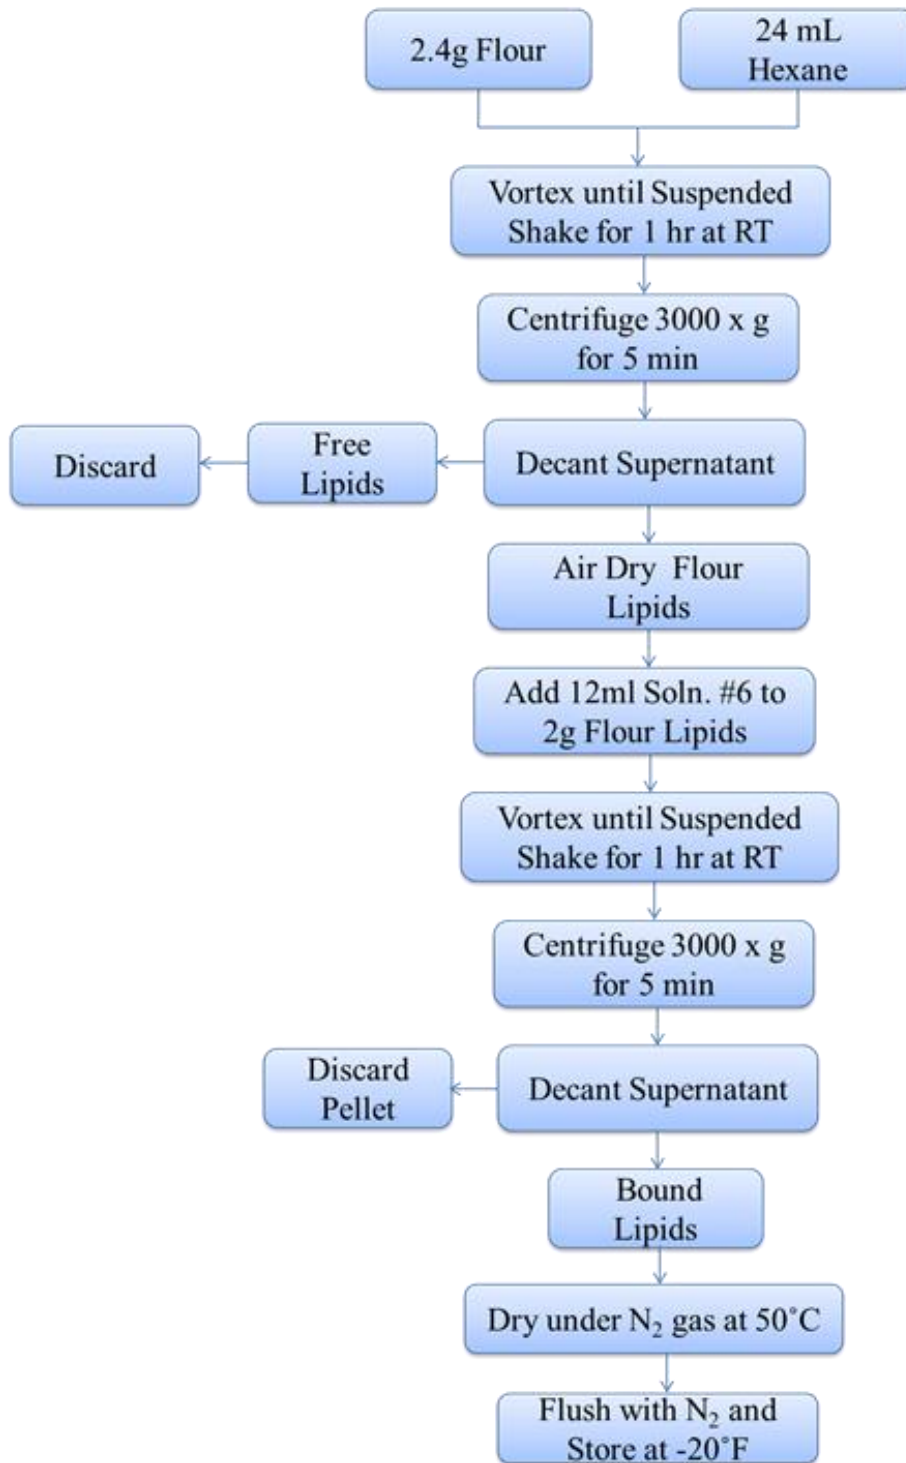 2.4g Flour
24 mL
Hexane
Vortex until Suspended
Shake for 1 hr at RT
Centrifuge 3000 x g
for 5 min
Discard
Free
Lipids
Decant Supernatant
Air Dry Flour
Lipids
Add 12ml Soln. #6 to
2g Flour Lipids
Vortex until Suspended
Shake for 1 hr at RT
Centrifuge 3000 x g
for 5 min
Discard
Pellet
Decant Supernatant
Bound
Lipids
Dry under N₂ gas at 50˚C
Flush with N₂ and
Store at -20˚F